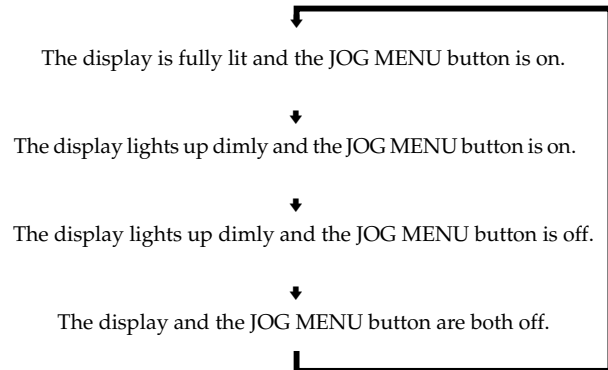 The display is fully lit and the JOG MENU button is on.
The display lights up dimly and the JOG MENU button is on.
The display lights up dimly and the JOG MENU button is off.
The display and the JOG MENU button are both off.